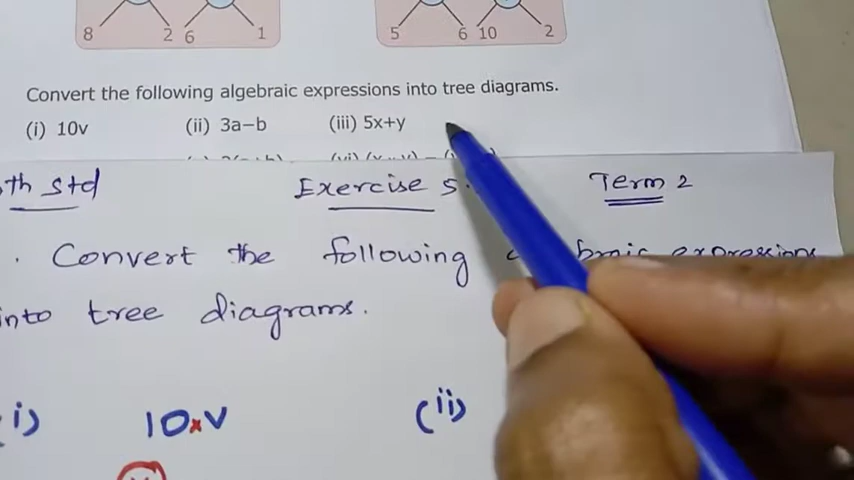 8 2 6 1 5 6 10 2
Convert the following algebraic expressions into tree diagrams.
(i) 10v (ii) 3a−b (iii) 5x+y
th std Exercise 5. Term 2
. Convert the following expressions
into tree diagrams.
i) 10×v (ii)